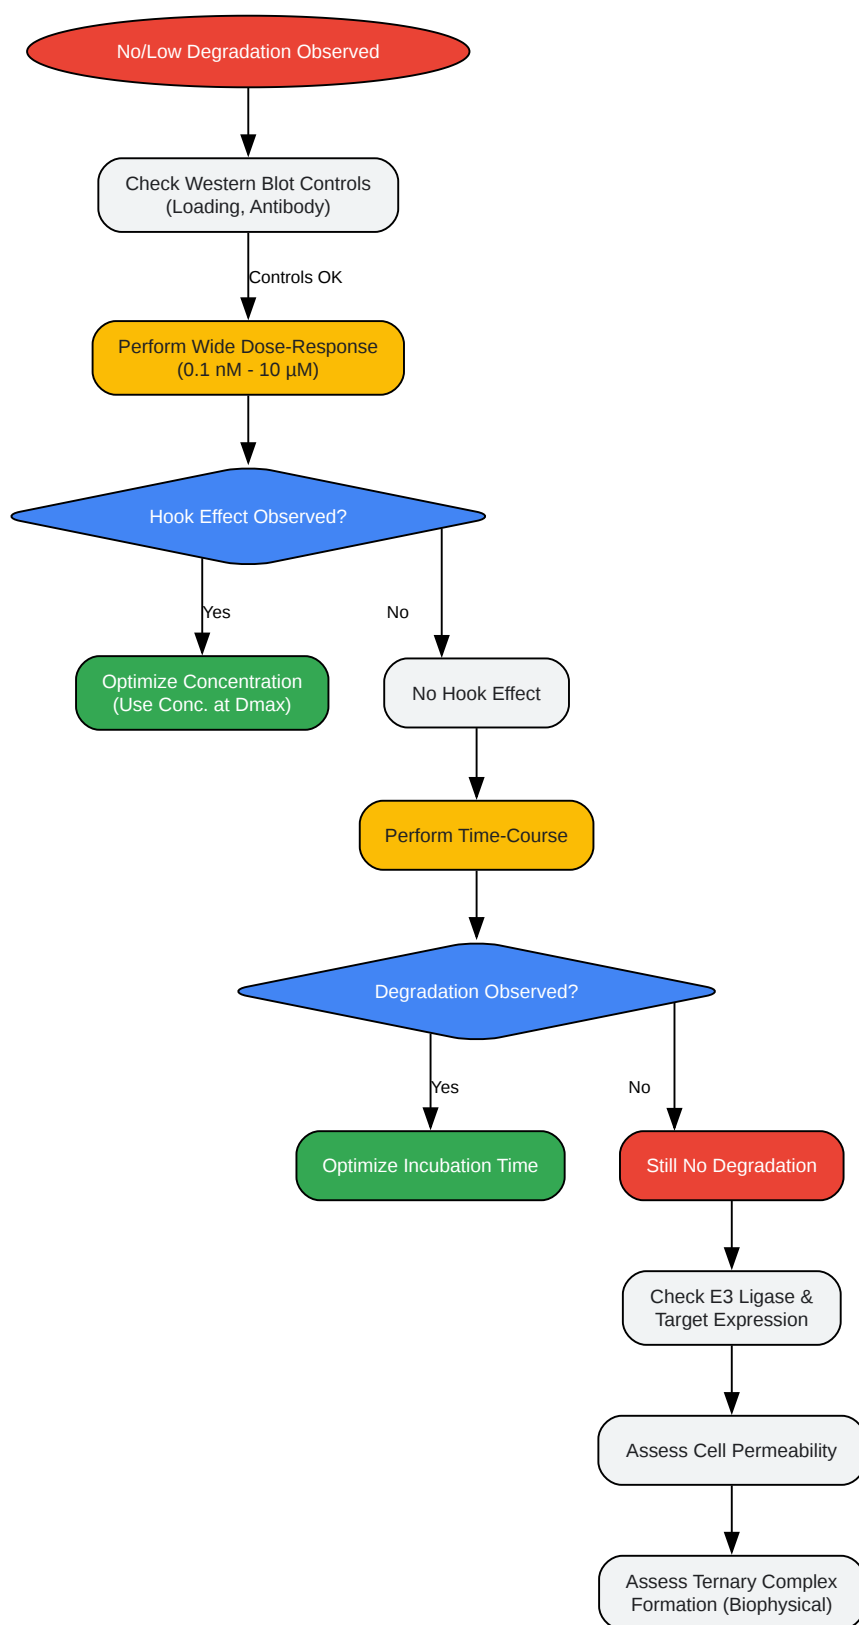 No/Low Degradation Observed
Check Western Blot Controls
(Loading, Antibody)
Controls OK
Perform Wide Dose-Response
(0.1 nM - 10 µM)
Hook Effect Observed?
Yes
No
Optimize Concentration
(Use Conc. at Dmax)
No Hook Effect
Perform Time-Course
Degradation Observed?
Yes
No
Optimize Incubation Time
Still No Degradation
Check E3 Ligase &
Target Expression
Assess Cell Permeability
Assess Ternary Complex
Formation (Biophysical)